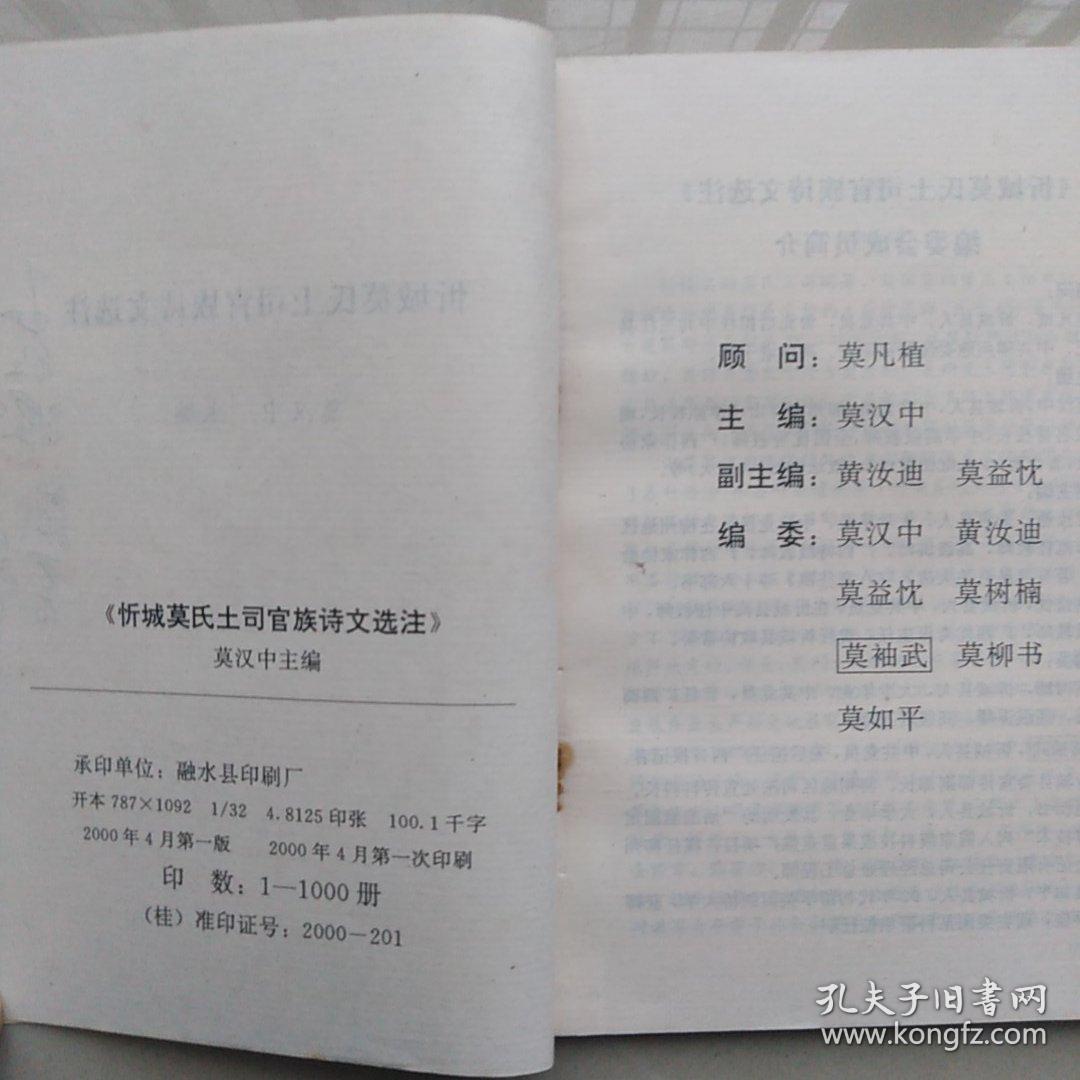 《忻城莫氏土司官族诗文选注》
莫汉中主编
承印单位：融水县印刷厂
开本 787×1092 1/32 4.8125 印张 100.1 千字
2000 年 4 月第一版 2000 年 4 月第一次印刷
印 数：1—1000 册
（桂）准印证号：2000—201
顾 问：莫凡植
主 编：莫汉中
副主编：黄汝迪 莫益忱
编 委：莫汉中 黄汝迪
莫益忱 莫树楠
莫袖武 莫柳书
莫如平
孔夫子旧书网
www.kongfz.com